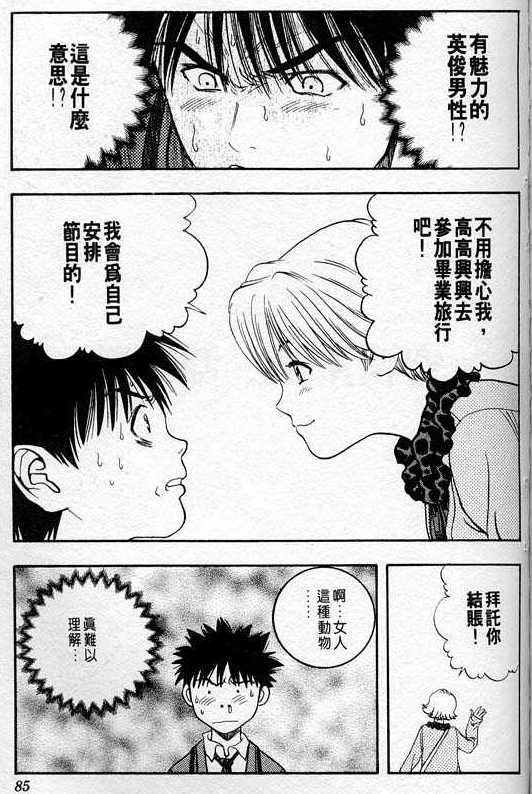 有魅力的
英俊男性!?
這是什麼
意思!?
不用擔心我，
高高興興去
參加畢業旅行
吧！
我會為自己
安排
節目的！
拜託你
結賬！
啊…女人
這種動物
……
真難以
理解…
85